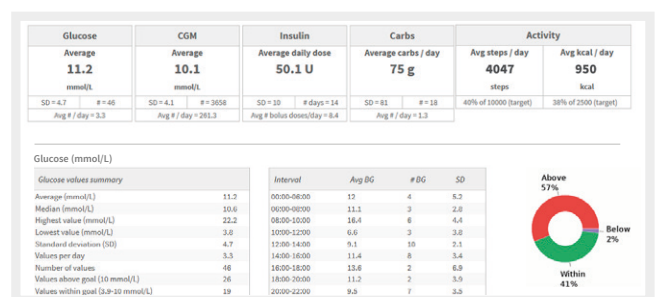 Glucose CGM Insulin Carbs Activity
Average Average Average daily dose Average carbs / day Avg steps / day Avg kcal / day
11.2 10.1 50.1 U 75 g 4047 950
mmol/L mmol/L steps kcal
SD = 4.7 # = 46 SD = 4.1 # = 3658 SD = 10 # days = 14 SD = 81 # = 18 40% of 10000 (target) 38% of 2500 (target)
Avg # / day = 3.3 Avg # / day = 261.3 Avg # bolus doses/day = 8.4 Avg # / day = 1.3
Glucose (mmol/L)
Glucose values summary
Average (mmol/L) 11.2
Median (mmol/L) 10.6
Highest value (mmol/L) 22.2
Lowest value (mmol/L) 3.8
Standard deviation (SD) 4.7
Values per day 3.3
Number of values 46
Values above goal (10 mmol/L) 26
Values within goal (3.9-10 mmol/L) 19
Interval Avg BG # BG SD
00:00-06:00 12 4 5.2
06:00-08:00 11.1 3 2.8
08:00-10:00 16.4 6 4.4
10:00-12:00 6.6 3 3.8
12:00-14:00 9.1 10 2.1
14:00-16:00 11.4 8 3.4
16:00-18:00 13.6 2 6.9
18:00-20:00 11.2 2 3.9
20:00-22:00 9.5 7 3.5
Above
57%
Below
2%
Within
41%